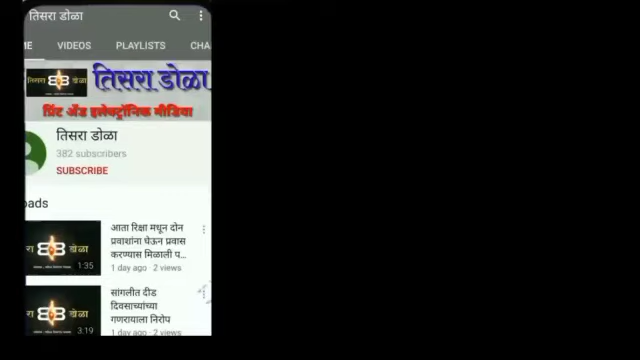 तिसरा डोळा
ME VIDEOS PLAYLISTS CHA
तिसरा डोळा तिसरा डोळा
प्रिंट अँड इलेक्ट्रॉनिक मीडिया
तिसरा डोळा
382 subscribers
SUBSCRIBE
oads
आता रिक्षा मधून दोन
प्रवाशांना घेऊन प्रवास
करण्यास मिळाली प...
1 day ago · 2 views
रा डोळा
1:35
सांगलीत दीड
दिवसाच्यांच्या
गणरायाला निरोप
1 day ago · 2 views
रा डोळा
3:19